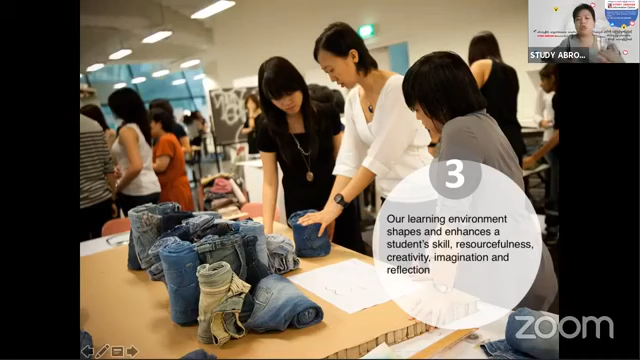 STUDY ABRO...
3
Our learning environment
shapes and enhances a
student's skill, resourcefulness,
creativity, imagination and
reflection
zoom